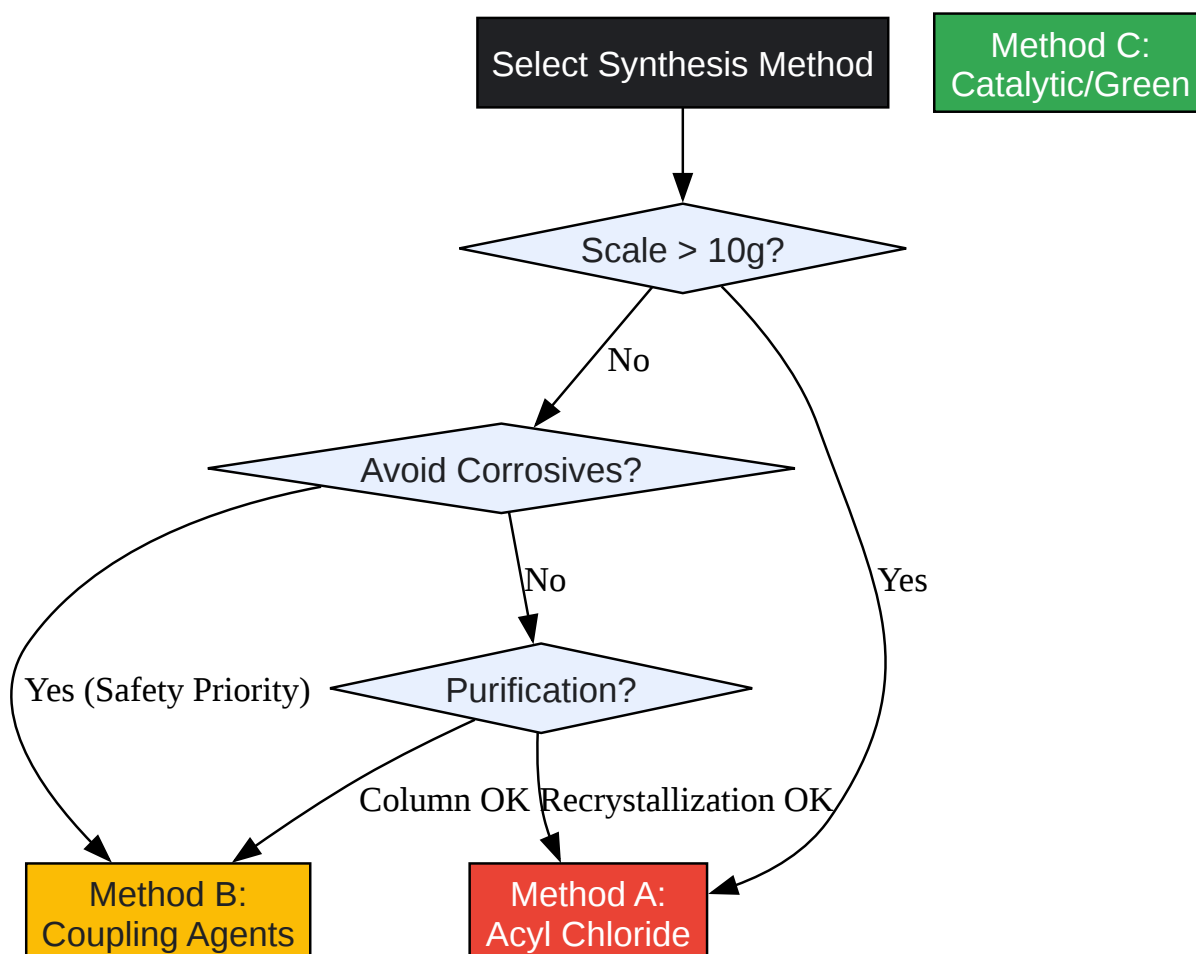 Select Synthesis Method
Method C:
Catalytic/Green
Scale > 10g?
No
Avoid Corrosives?
No
Yes
Yes (Safety Priority)
Purification?
Column OK
Recrystallization OK
Method B:
Coupling Agents
Method A:
Acyl Chloride